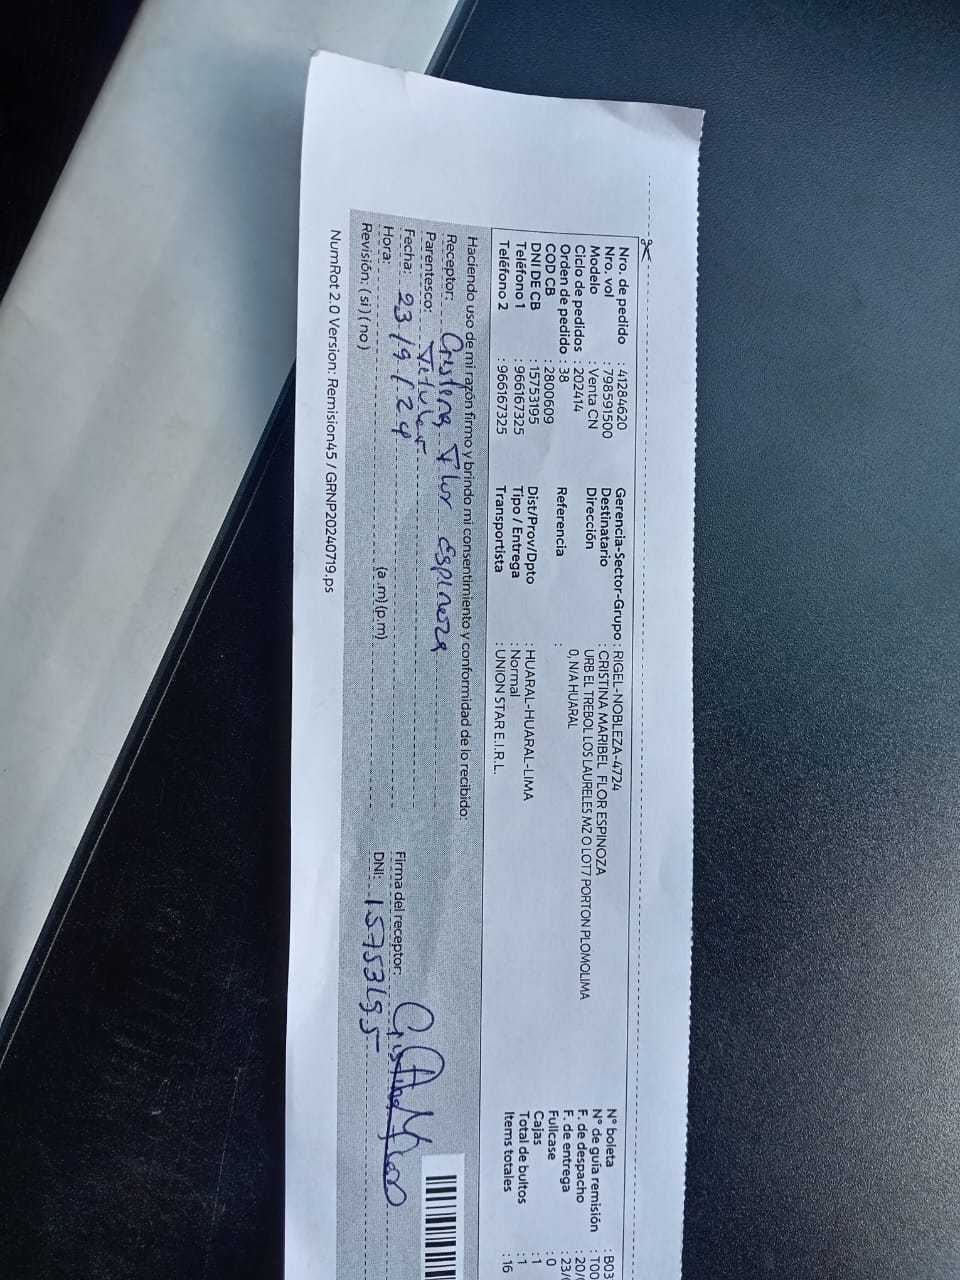 Nro. de pedido : 41284620
Nro. vol : 798591500
Modelo : Venta CN
Ciclo de pedidos : 202414
Orden de pedido : 38
COD CB : 2800609
DNI DE CB : 15753195
Teléfono 1 : 966167325
Teléfono 2 : 966167325
Gerencia-Sector-Grupo : RIGEL-NOBLEZA-4724
Destinatario : CRISTINA MARIBEL FLOR ESPINOZA
Dirección : URB EL TREBOL LOS LAURELES MZ O LOT7 PORTON PLOMOLIMA
0, N/A HUARAL
Referencia :
Dist/Prov/Dpto : HUARAL-HUARAL-LIMA
Tipo / Entrega : Normal
Transportista : UNION STAR E.I.R.L.
N° boleta : B03
N° de guía remisión : T00
F. de despacho : 20/
F. de entrega : 23/
Fullcase : 0
Cajas : 1
Total de bultos : 1
Items totales : 16
Haciendo uso de mi razón firmo y brindo mi consentimiento y conformidad de lo recibido:
Receptor: Cristina Flor Espinoza
Parentesco: Titular
Fecha: 23/9/24
Hora: (a .m) (p.m)
Revisión: ( si ) ( no )
Firma del receptor: Cristina Flor
DNI: 15753195
NumRot 2.0 Version: Remision45 / GRNP20240719.ps